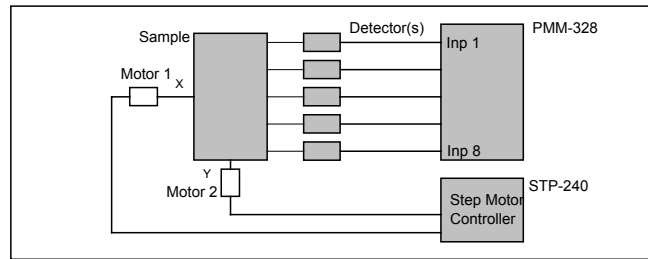 Detector(s)
PMM-328
Sample
Inp 1
Motor 1
X
Y
Motor 2
Inp 8
STP-240
Step Motor
Controller